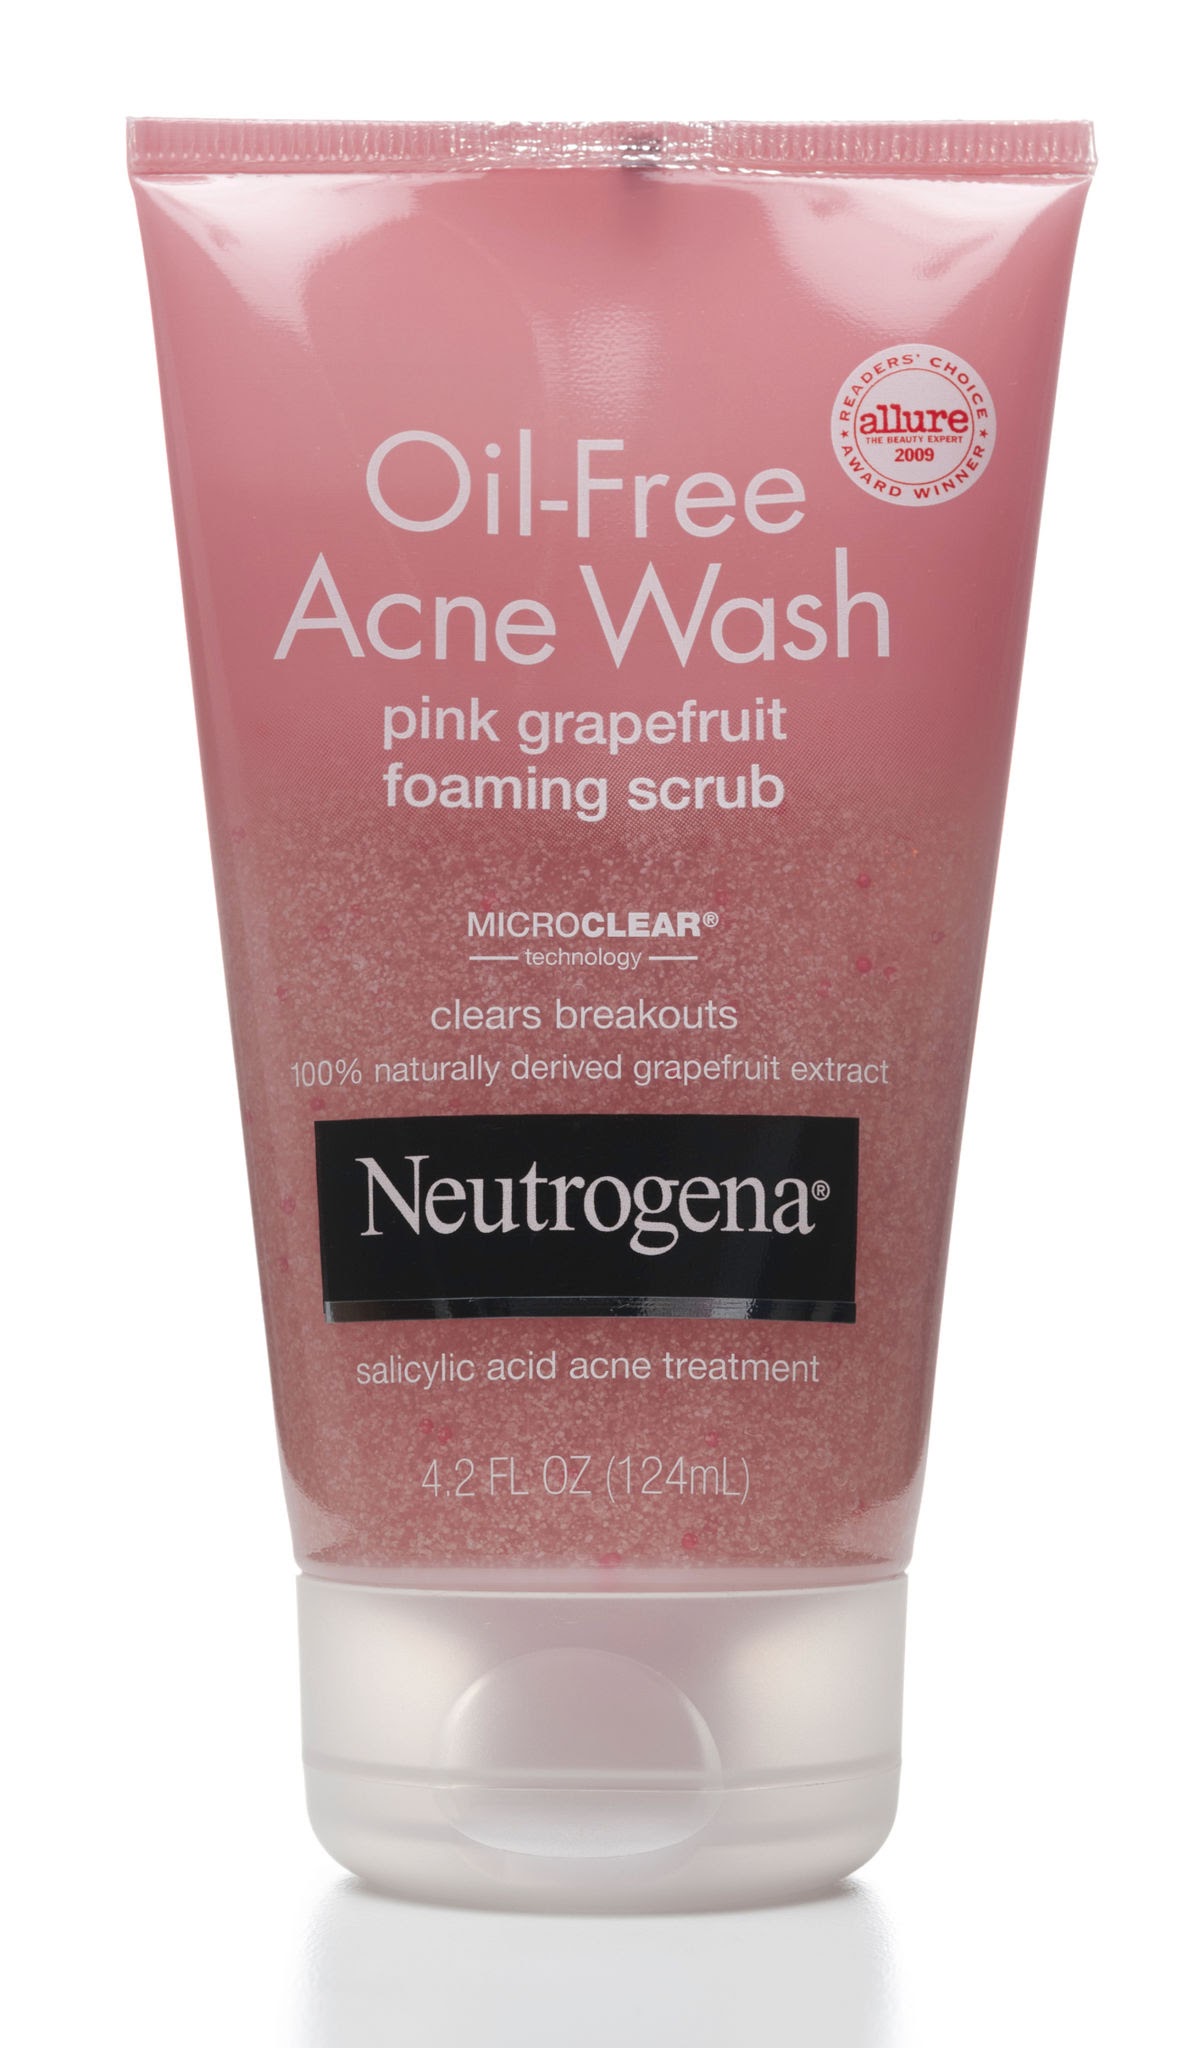 READERS' CHOICE
allure
THE BEAUTY EXPERT
2009
★ AWARD WINNER ★
Oil-Free
Acne Wash
pink grapefruit
foaming scrub
MICROCLEAR®
technology
clears breakouts
100% naturally derived grapefruit extract
Neutrogena®
salicylic acid acne treatment
4.2 FL OZ (124mL)